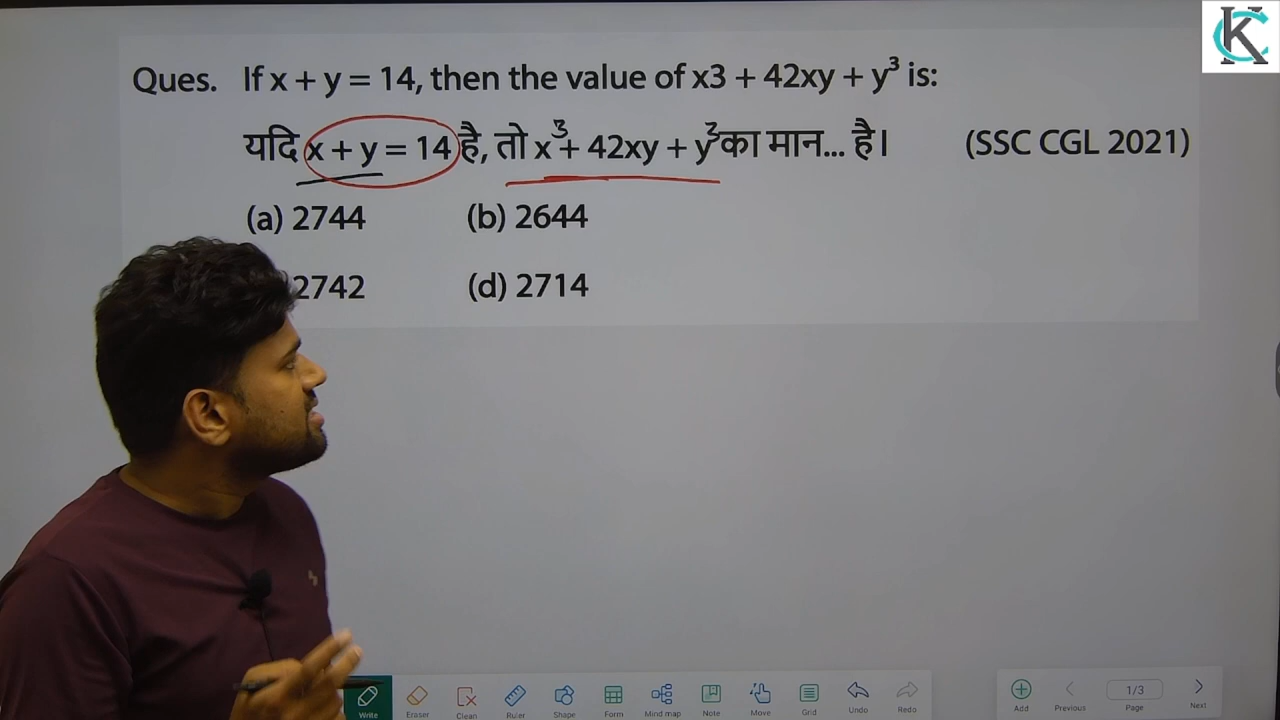 KC
Ques. If x + y = 14, then the value of x3 + 42xy + y³ is:
यदि x + y = 14 है, तो x³ + 42xy + y³ का मान... है। (SSC CGL 2021)
(a) 2744 (b) 2644
2742 (d) 2714
Write Eraser Clean Ruler Shape Form Mind map Note Move Grid Undo Redo Add Previous 1/3 Page Next